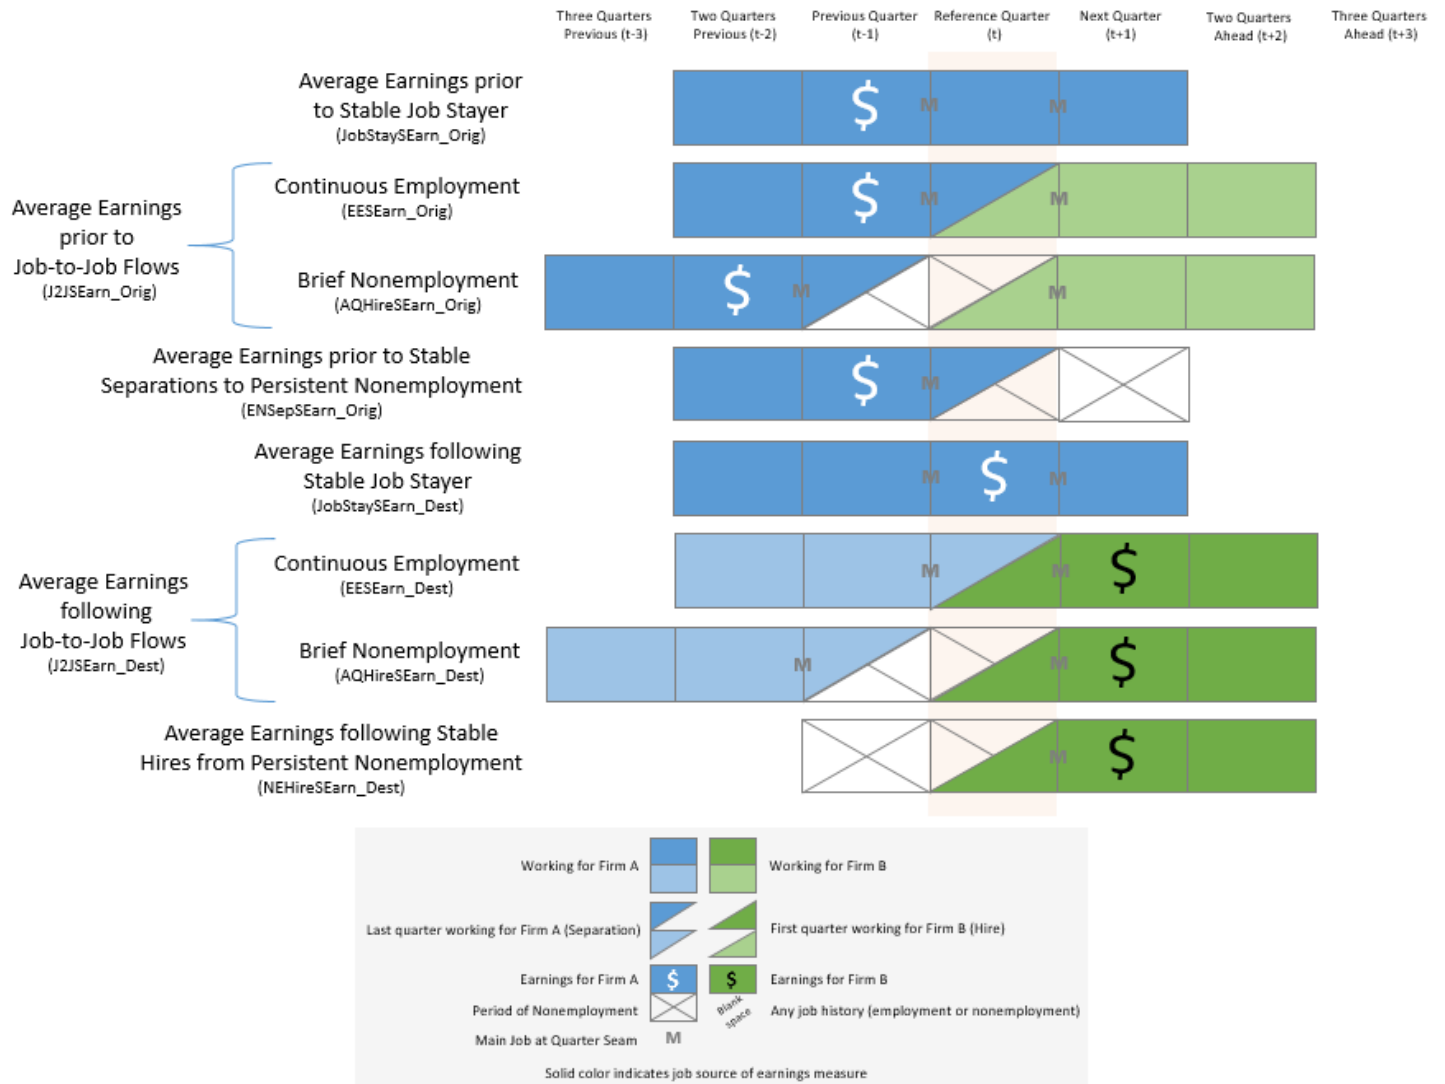 Three Quarters
Previous (t-3)
Two Quarters
Previous (t-2)
Previous Quarter
(t-1)
Reference Quarter
(t)
Next Quarter
(t+1)
Two Quarters
Ahead (t+2)
Three Quarters
Ahead (t+3)
Average Earnings prior
to Stable Job Stayer
(JobStaySEarn_Orig)
$
M
M
Average Earnings
prior to
Job-to-Job Flows
(J2JSEarn_Orig)
Continuous Employment
(EESEarn_Orig)
$
M
M
Brief Nonemployment
(AQHireSEarn_Orig)
$
M
M
Average Earnings prior to Stable
Separations to Persistent Nonemployment
(ENSepSEarn_Orig)
$
M
Average Earnings following
Stable Job Stayer
(JobStaySEarn_Dest)
M
$
M
Average Earnings
following
Job-to-Job Flows
(J2JSEarn_Dest)
Continuous Employment
(EESEarn_Dest)
M
M
$
Brief Nonemployment
(AQHireSEarn_Dest)
M
M
$
Average Earnings following Stable
Hires from Persistent Nonemployment
(NEHireSEarn_Dest)
M
$
Working for Firm A
Working for Firm B
Last quarter working for Firm A (Separation)
First quarter working for Firm B (Hire)
Earnings for Firm A
$
$
Earnings for Firm B
Period of Nonemployment
Blank
space
Any job history (employment or nonemployment)
Main Job at Quarter Seam
M
Solid color indicates job source of earnings measure